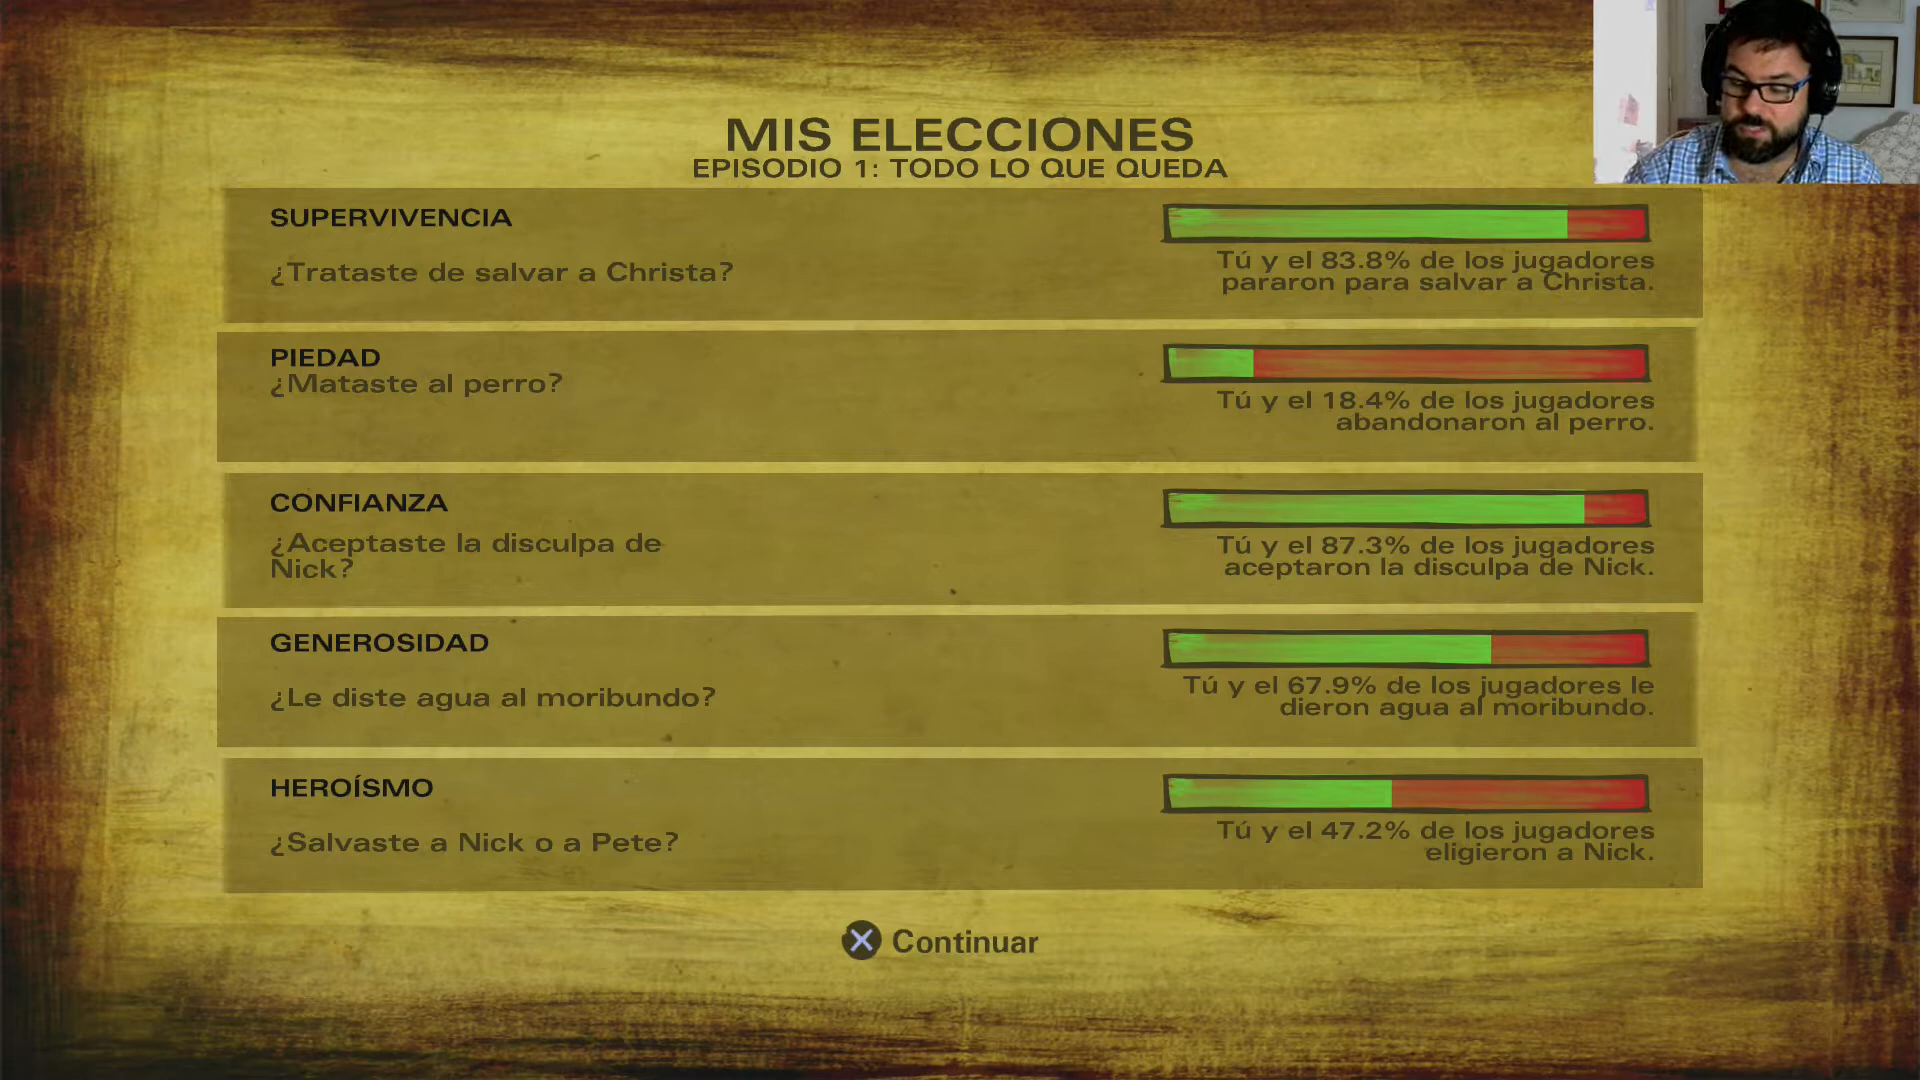 MIS ELECCIONES
EPISODIO 1: TODO LO QUE QUEDA
SUPERVIVENCIA
¿Trataste de salvar a Christa?
Tú y el 83.8% de los jugadores
pararon para salvar a Christa.
PIEDAD
¿Mataste al perro?
Tú y el 18.4% de los jugadores
abandonaron al perro.
CONFIANZA
¿Aceptaste la disculpa de
Nick?
Tú y el 87.3% de los jugadores
aceptaron la disculpa de Nick.
GENEROSIDAD
¿Le diste agua al moribundo?
Tú y el 67.9% de los jugadores le
dieron agua al moribundo.
HEROÍSMO
¿Salvaste a Nick o a Pete?
Tú y el 47.2% de los jugadores
eligieron a Nick.
Continuar